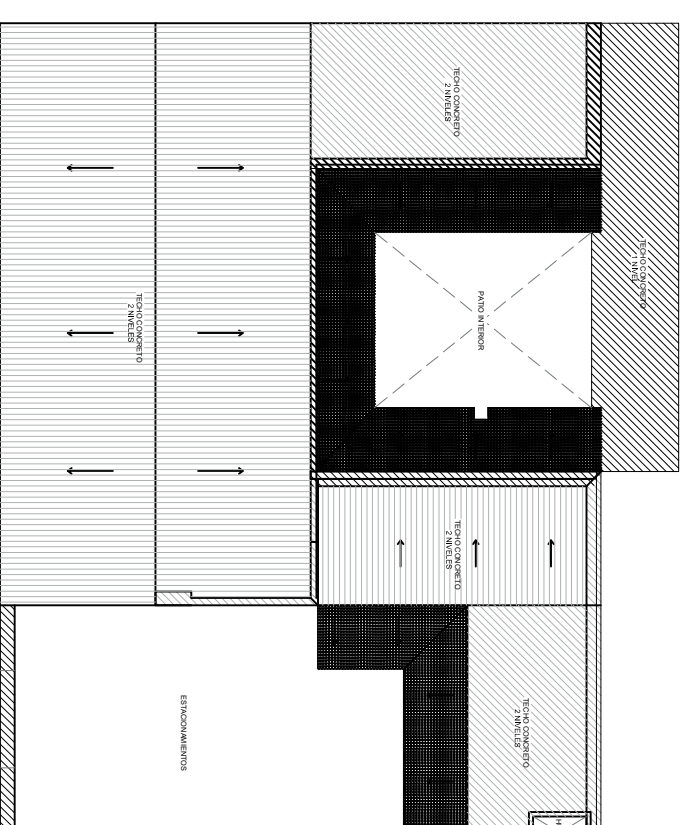 TECHO CONCRETO
2 NIVELES
TECHO CONCRETO
1 NIVEL
PATIO INTERIOR
TECHO CONCRETO
2 NIVELES
TECHO CONCRETO
2 NIVELES
ESTACIONAMIENTOS
TECHO CONCRETO
2 NIVELES